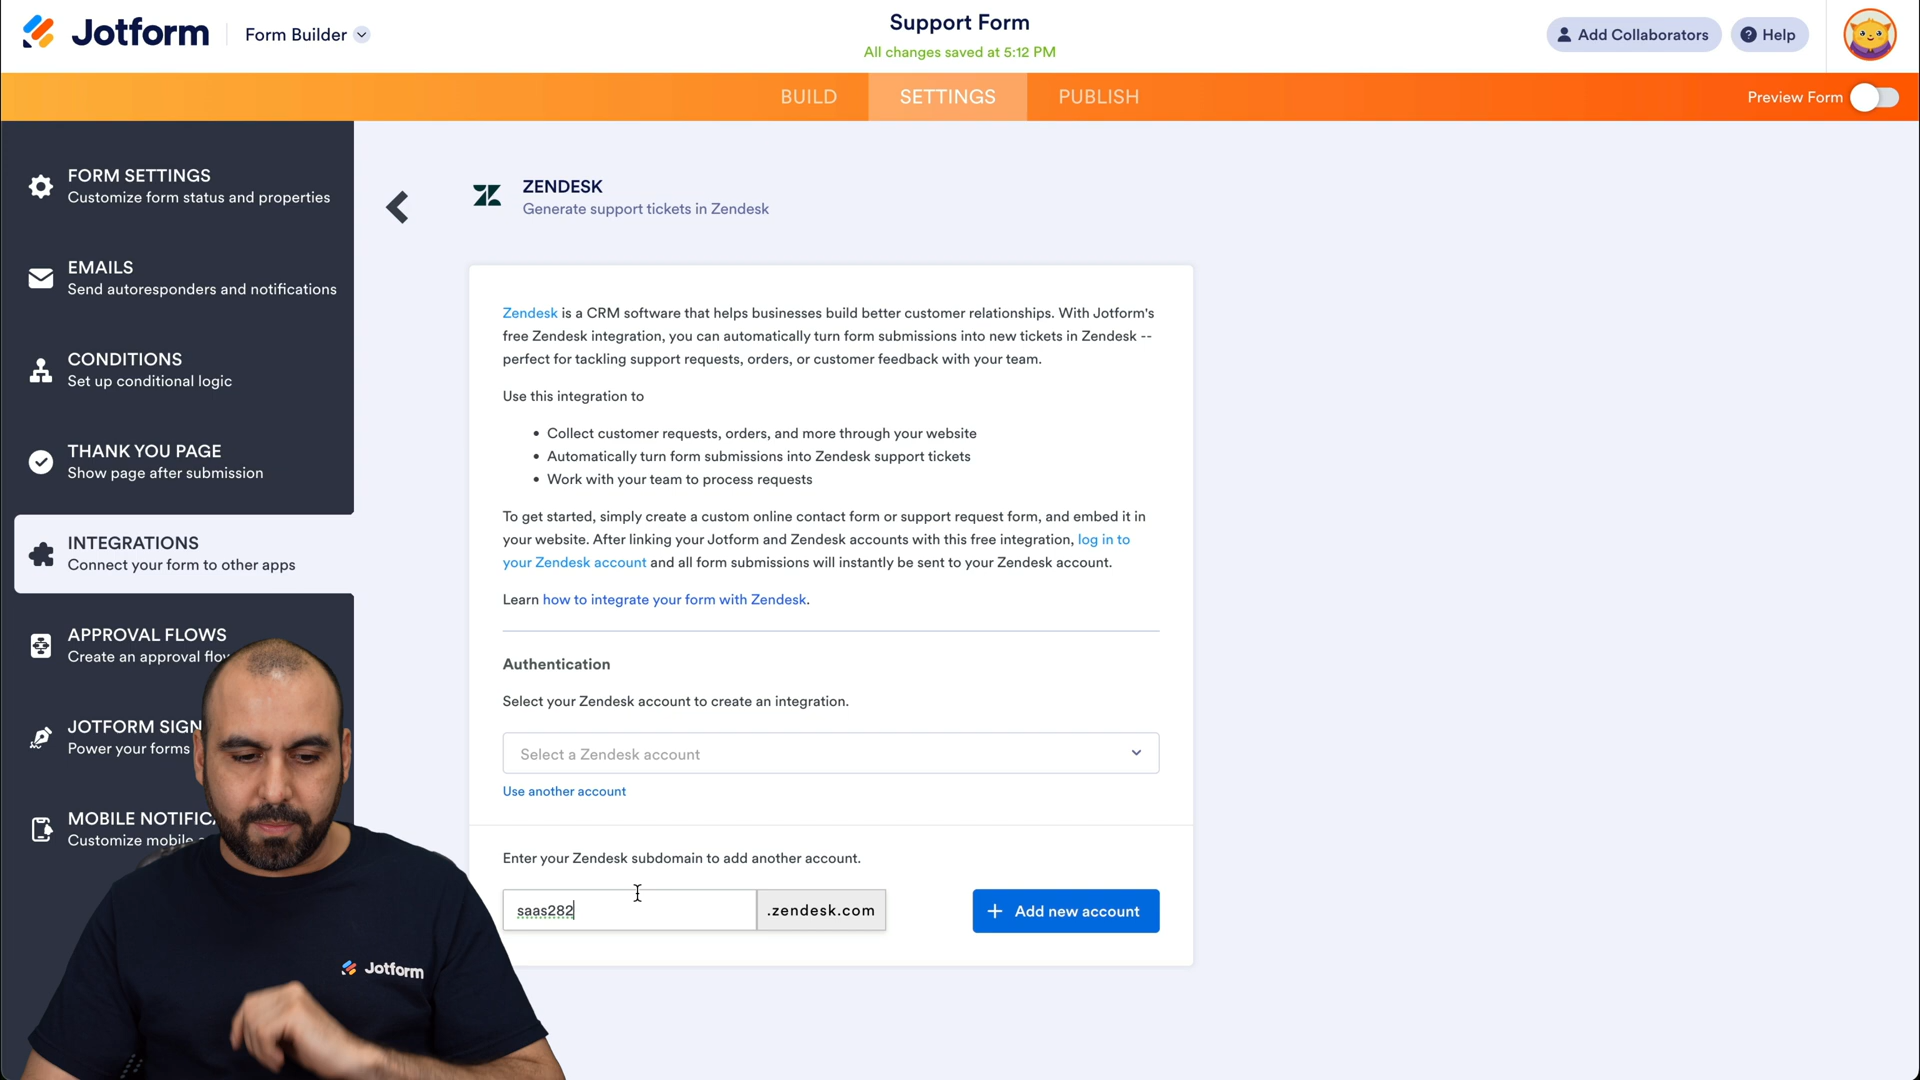 Jotform
Form Builder
Support Form
All changes saved at 5:12 PM
Add Collaborators
Help
BUILD
SETTINGS
PUBLISH
Preview Form
FORM SETTINGS
Customize form status and properties
EMAILS
Send autoresponders and notifications
CONDITIONS
Set up conditional logic
THANK YOU PAGE
Show page after submission
INTEGRATIONS
Connect your form to other apps
APPROVAL FLOWS
Create an approval
JOTFORM SIGN
Power your forms
MOBILE
Customize mobile
ZENDESK
Generate support tickets in Zendesk
Zendesk is a CRM software that helps businesses build better customer relationships. With Jotform's
free Zendesk integration, you can automatically turn form submissions into new tickets in Zendesk --
perfect for tackling support requests, orders, or customer feedback with your team.
Use this integration to
• Collect customer requests, orders, and more through your website
• Automatically turn form submissions into Zendesk support tickets
• Work with your team to process requests
To get started, simply create a custom online contact form or support request form, and embed it in
your website. After linking your Jotform and Zendesk accounts with this free integration, log in to
your Zendesk account and all form submissions will instantly be sent to your Zendesk account.
Learn how to integrate your form with Zendesk.
Authentication
Select your Zendesk account to create an integration.
Select a Zendesk account
Use another account
Enter your Zendesk subdomain to add another account.
saas282
.zendesk.com
+ Add new account
Jotform